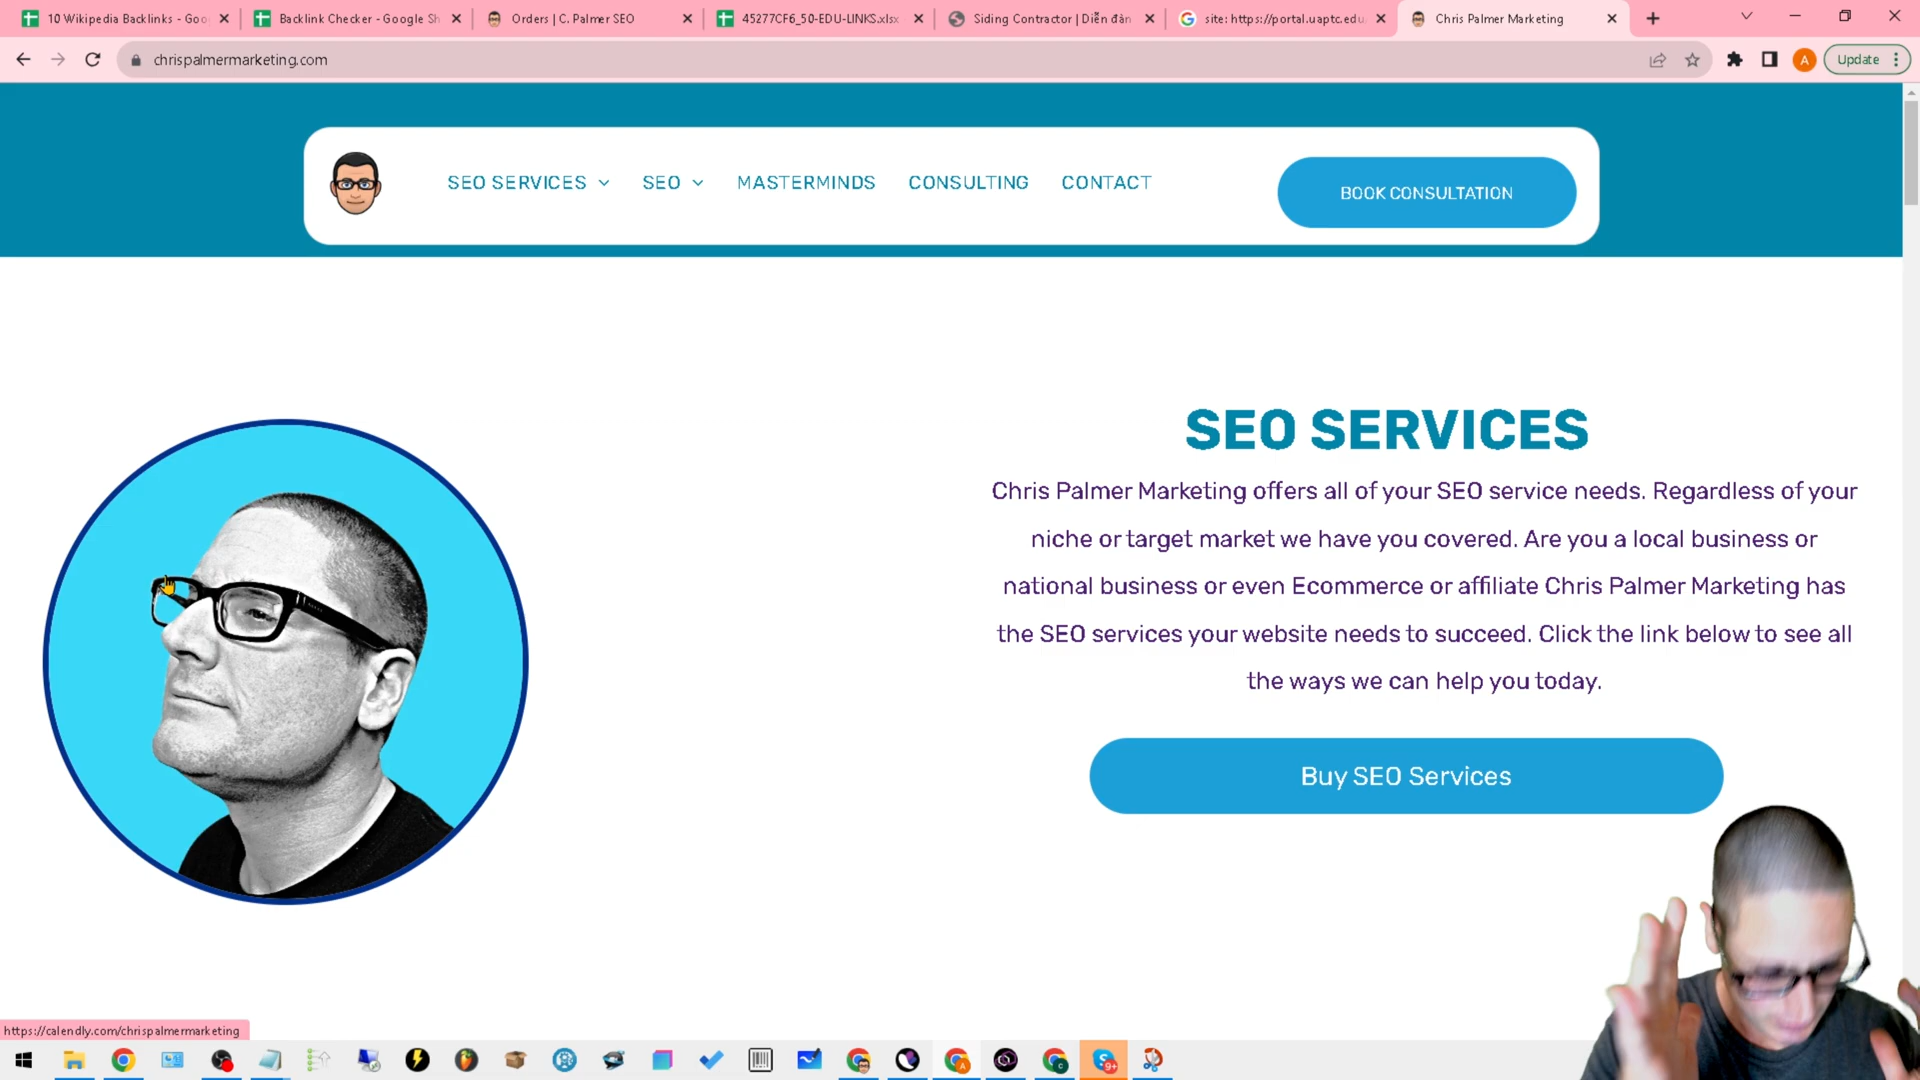 10 Wikipedia Backlinks - Goo
Backlink Checker - Google Sh
Orders | C. Palmer SEO
45277CF6_50-EDU-LINKS.xlsx
Siding Contractor | Diễn đàn
site: https://portal.uaptc.edu
Chris Palmer Marketing
chrispalmermarketing.com
A
Update
SEO SERVICES
SEO
MASTERMINDS
CONSULTING
CONTACT
BOOK CONSULTATION
SEO SERVICES
Chris Palmer Marketing offers all of your SEO service needs. Regardless of your
niche or target market we have you covered. Are you a local business or
national business or even Ecommerce or affiliate Chris Palmer Marketing has
the SEO services your website needs to succeed. Click the link below to see all
the ways we can help you today.
Buy SEO Services
https://calendly.com/chrispalmermarketing
9+